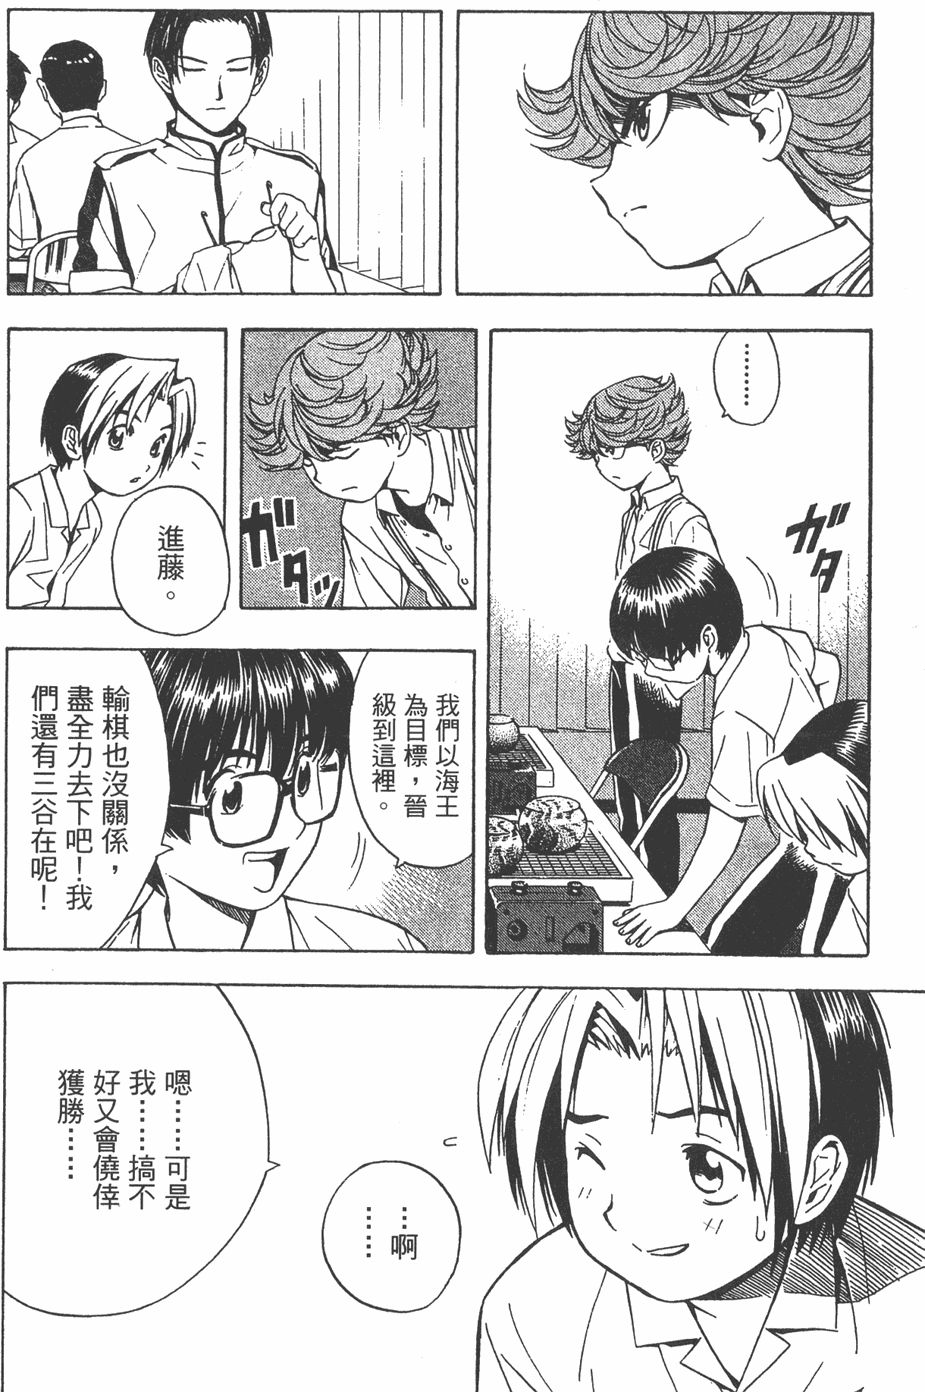 ………
ガタ
ガタッ
進藤。
我們以海王
為目標，晉
級到這裡。
輸棋也沒關係，
盡全力去下吧！我
們還有三谷在呢！
…啊
……
嗯……可是
我……搞不
好又會僥倖
獲勝……